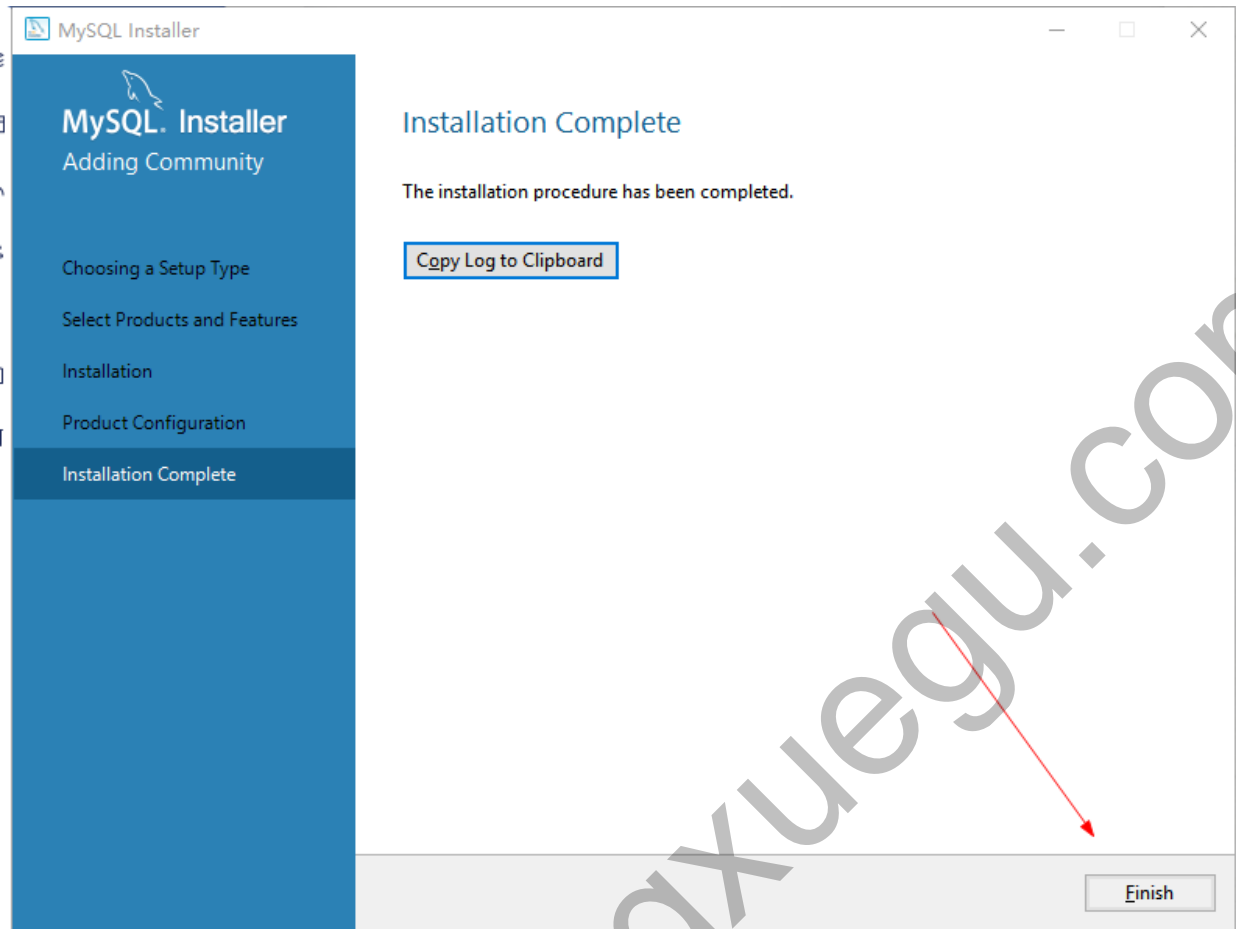 MySQL Installer
MySQL. Installer
Adding Community
Choosing a Setup Type
Select Products and Features
Installation
Product Configuration
Installation Complete
Installation Complete
The installation procedure has been completed.
Copy Log to Clipboard
Finish